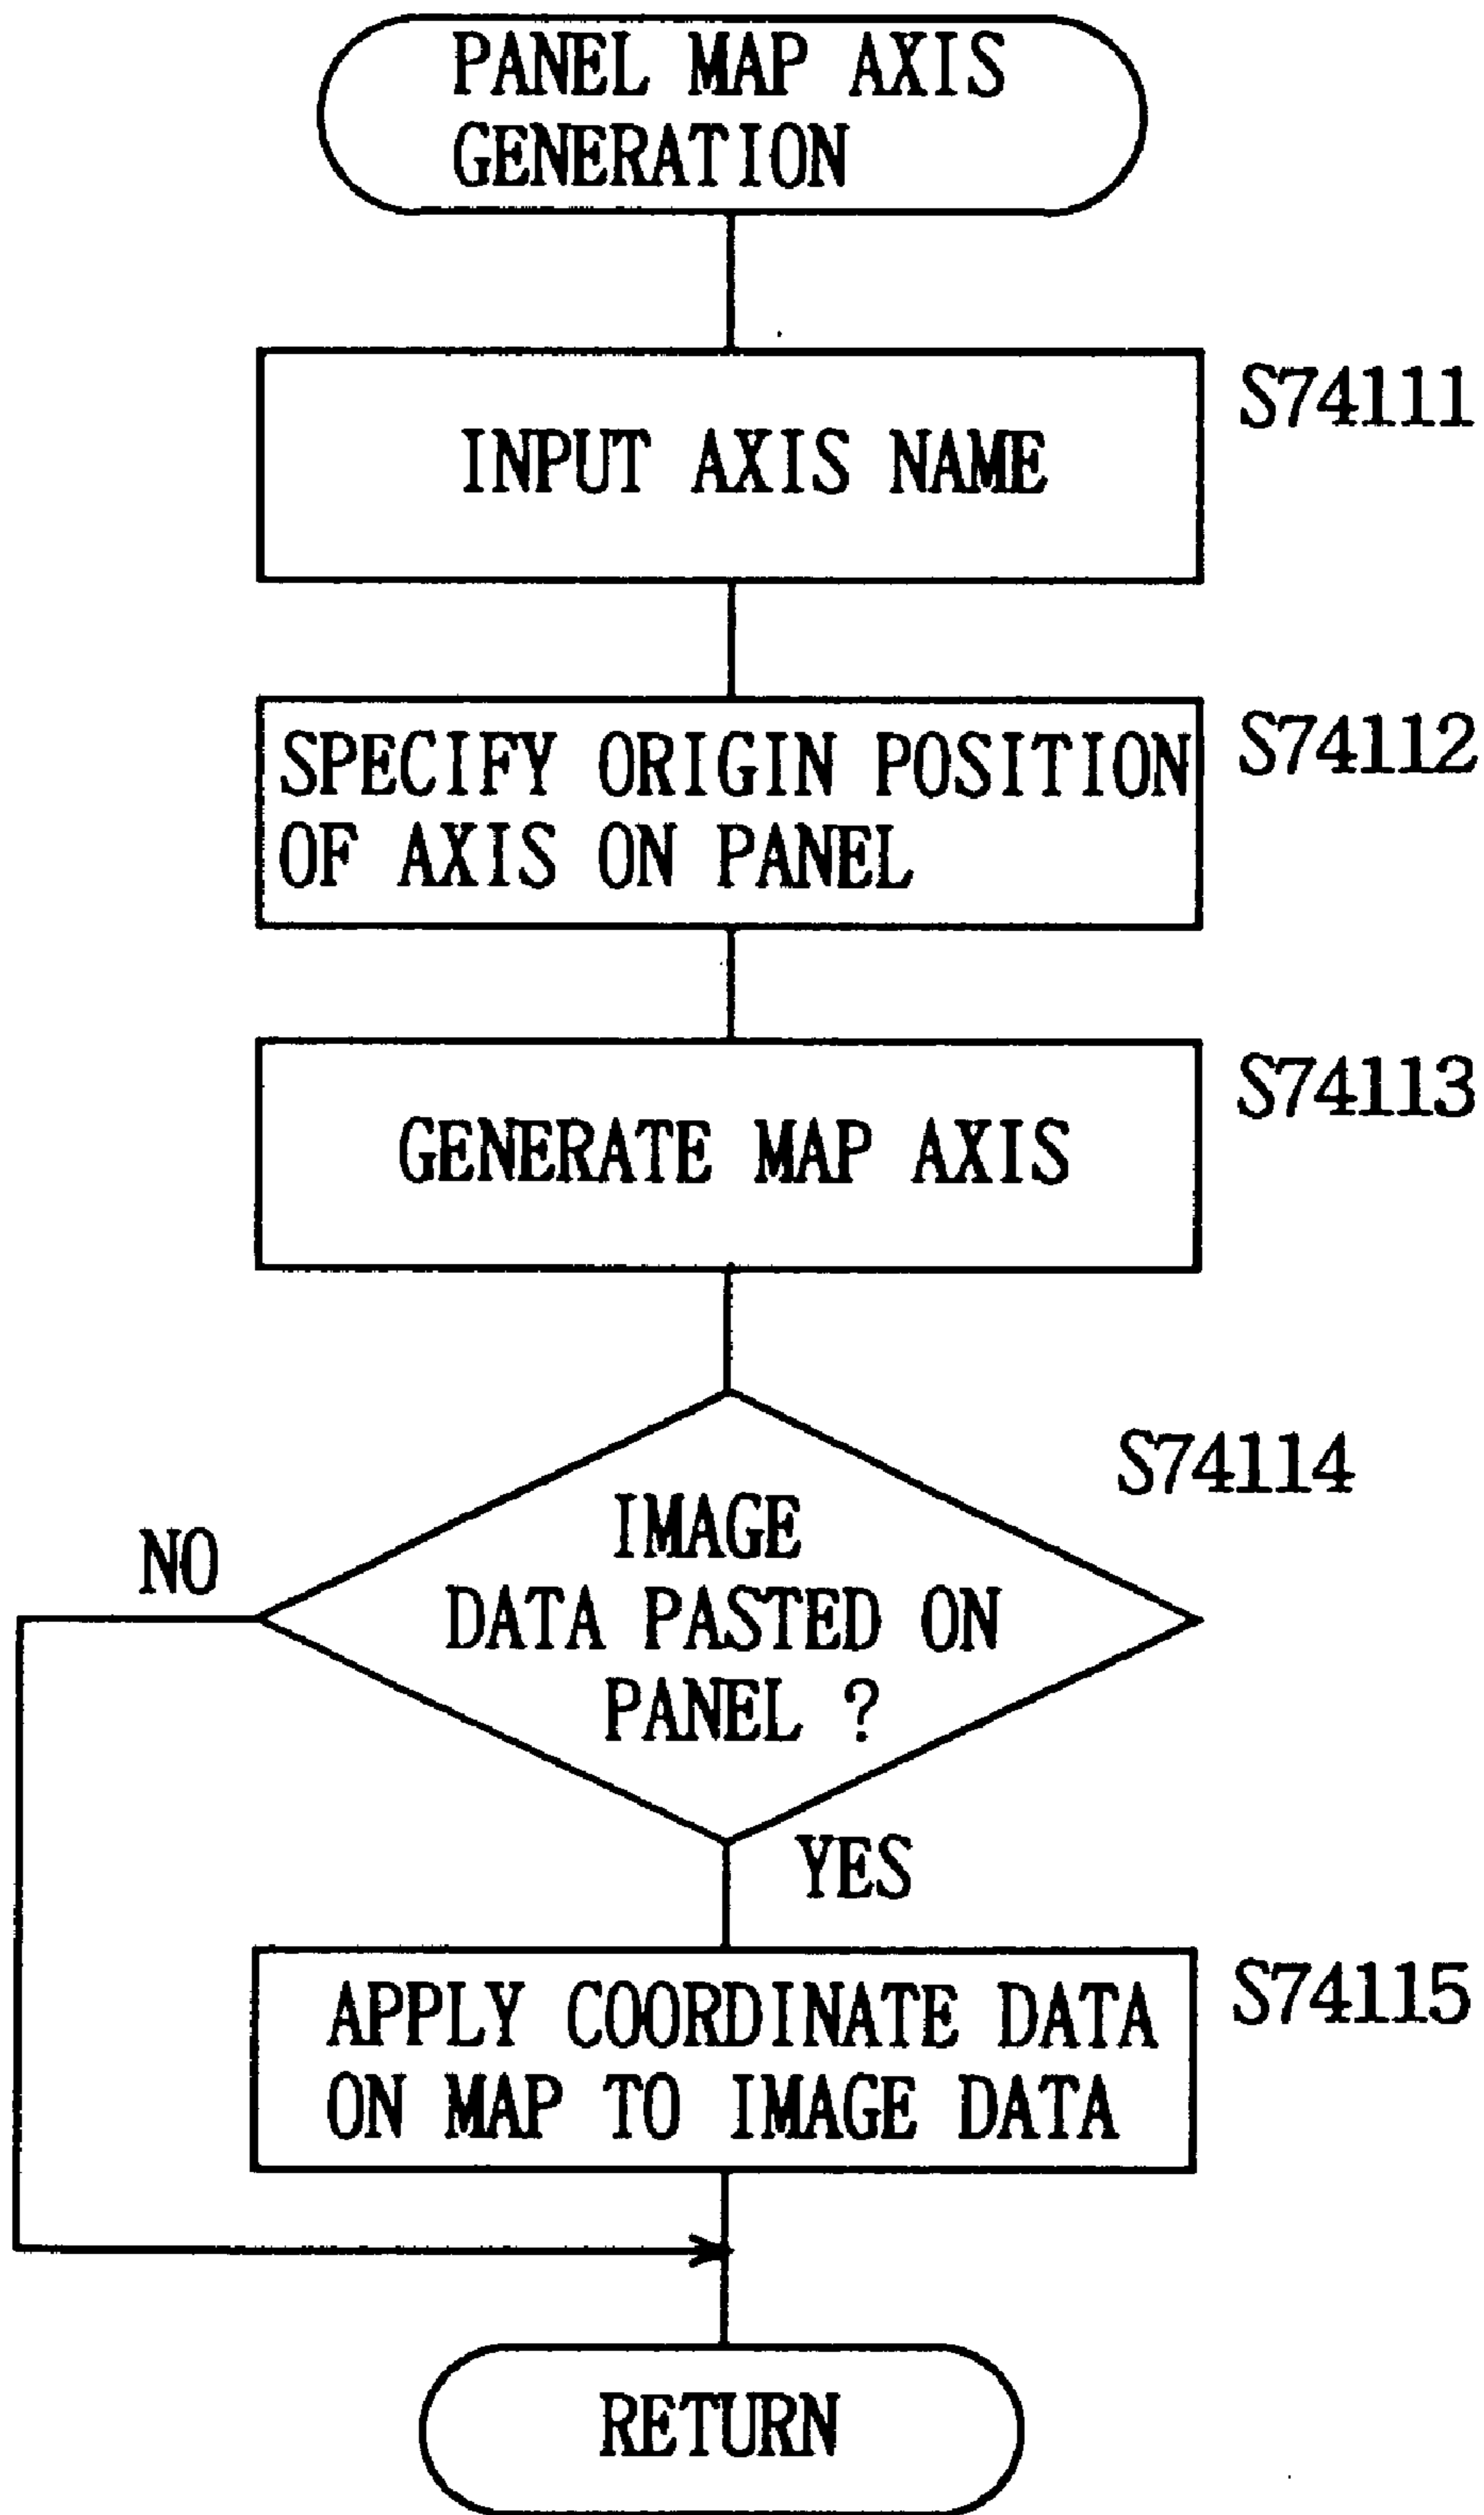 PANEL MAP AXIS
GENERATION
S74111
INPUT AXIS NAME
S74112
SPECIFY ORIGIN POSITION
OF AXIS ON PANEL
S74113
GENERATE MAP AXIS
S74114
IMAGE
DATA PASTED ON
PANEL ?
NO
YES
S74115
APPLY COORDINATE DATA
ON MAP TO IMAGE DATA
RETURN